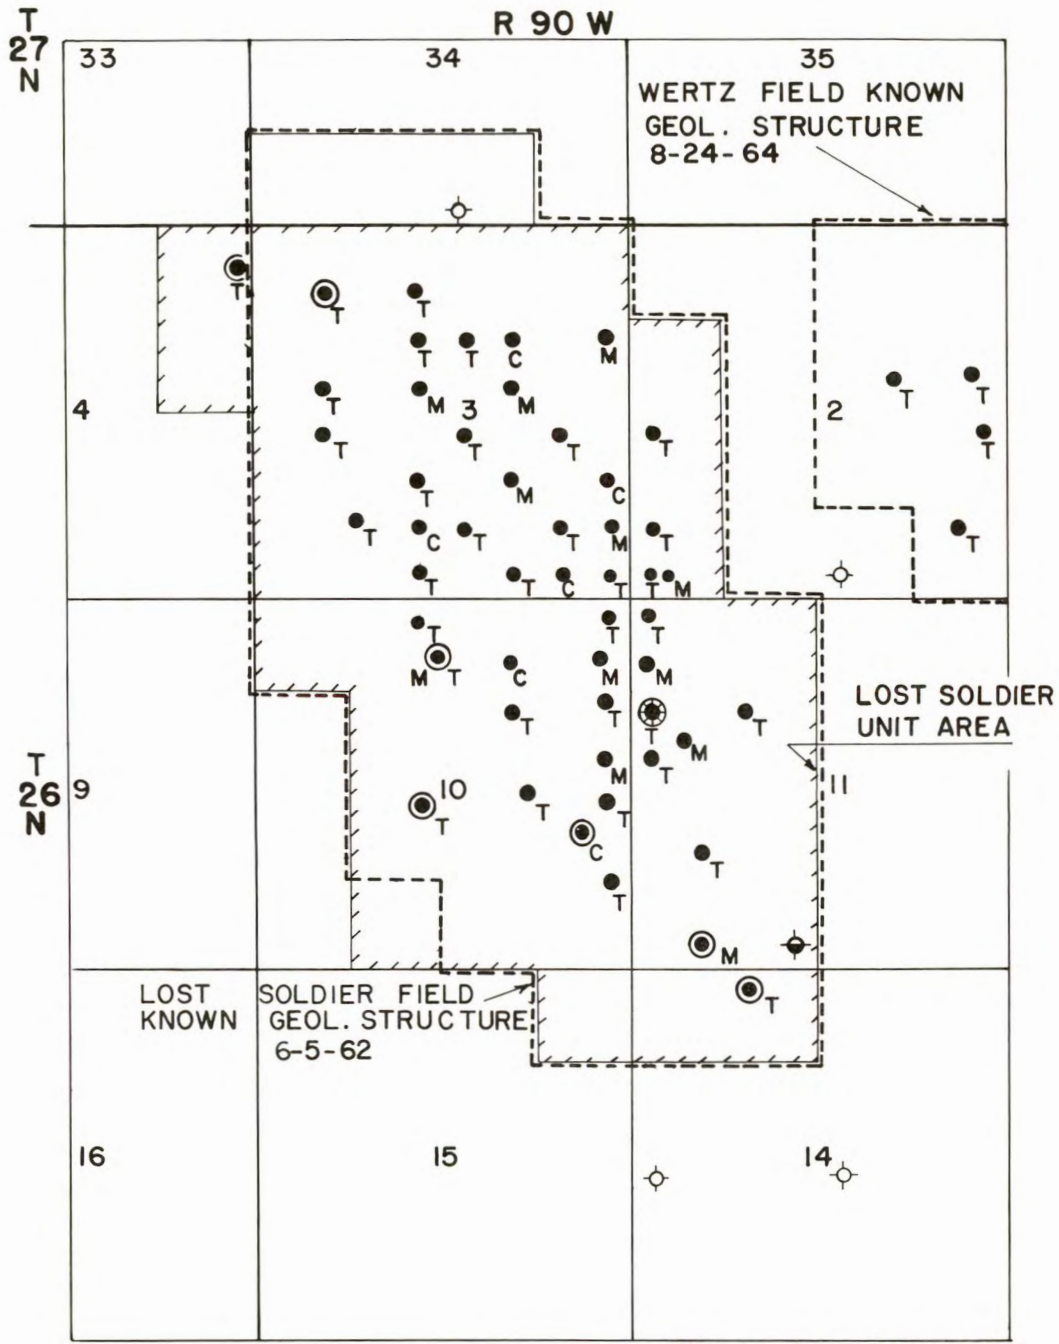 T
27
N
R 90 W
33
34
35
WERTZ FIELD KNOWN
GEOL. STRUCTURE
8-24-64
T
T
T
T T C M
T M M
4
3
2
T T
T
T T T T
T M C
T
C T T M T
T
T T C T T M
T T
M T C M M
T T
T
T
M
M T
LOST SOLDIER
UNIT AREA
T
26
N
9
10
11
T
T T
C
T
T
M
T
LOST SOLDIER FIELD
KNOWN GEOL. STRUCTURE
6-5-62
16
15
14